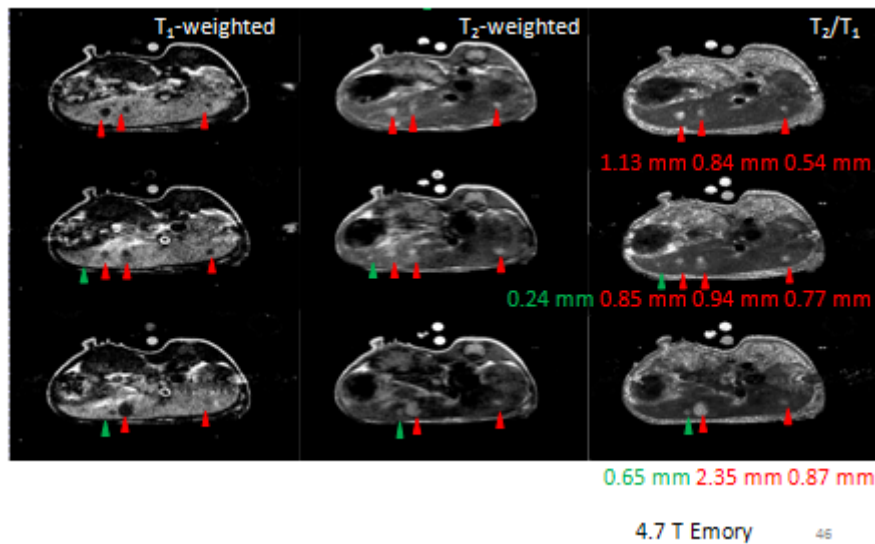 T₁-weighted T₂-weighted T₂/T₁
1.13 mm 0.84 mm 0.54 mm
0.24 mm 0.85 mm 0.94 mm 0.77 mm
0.65 mm 2.35 mm 0.87 mm
4.7 T Emory 46